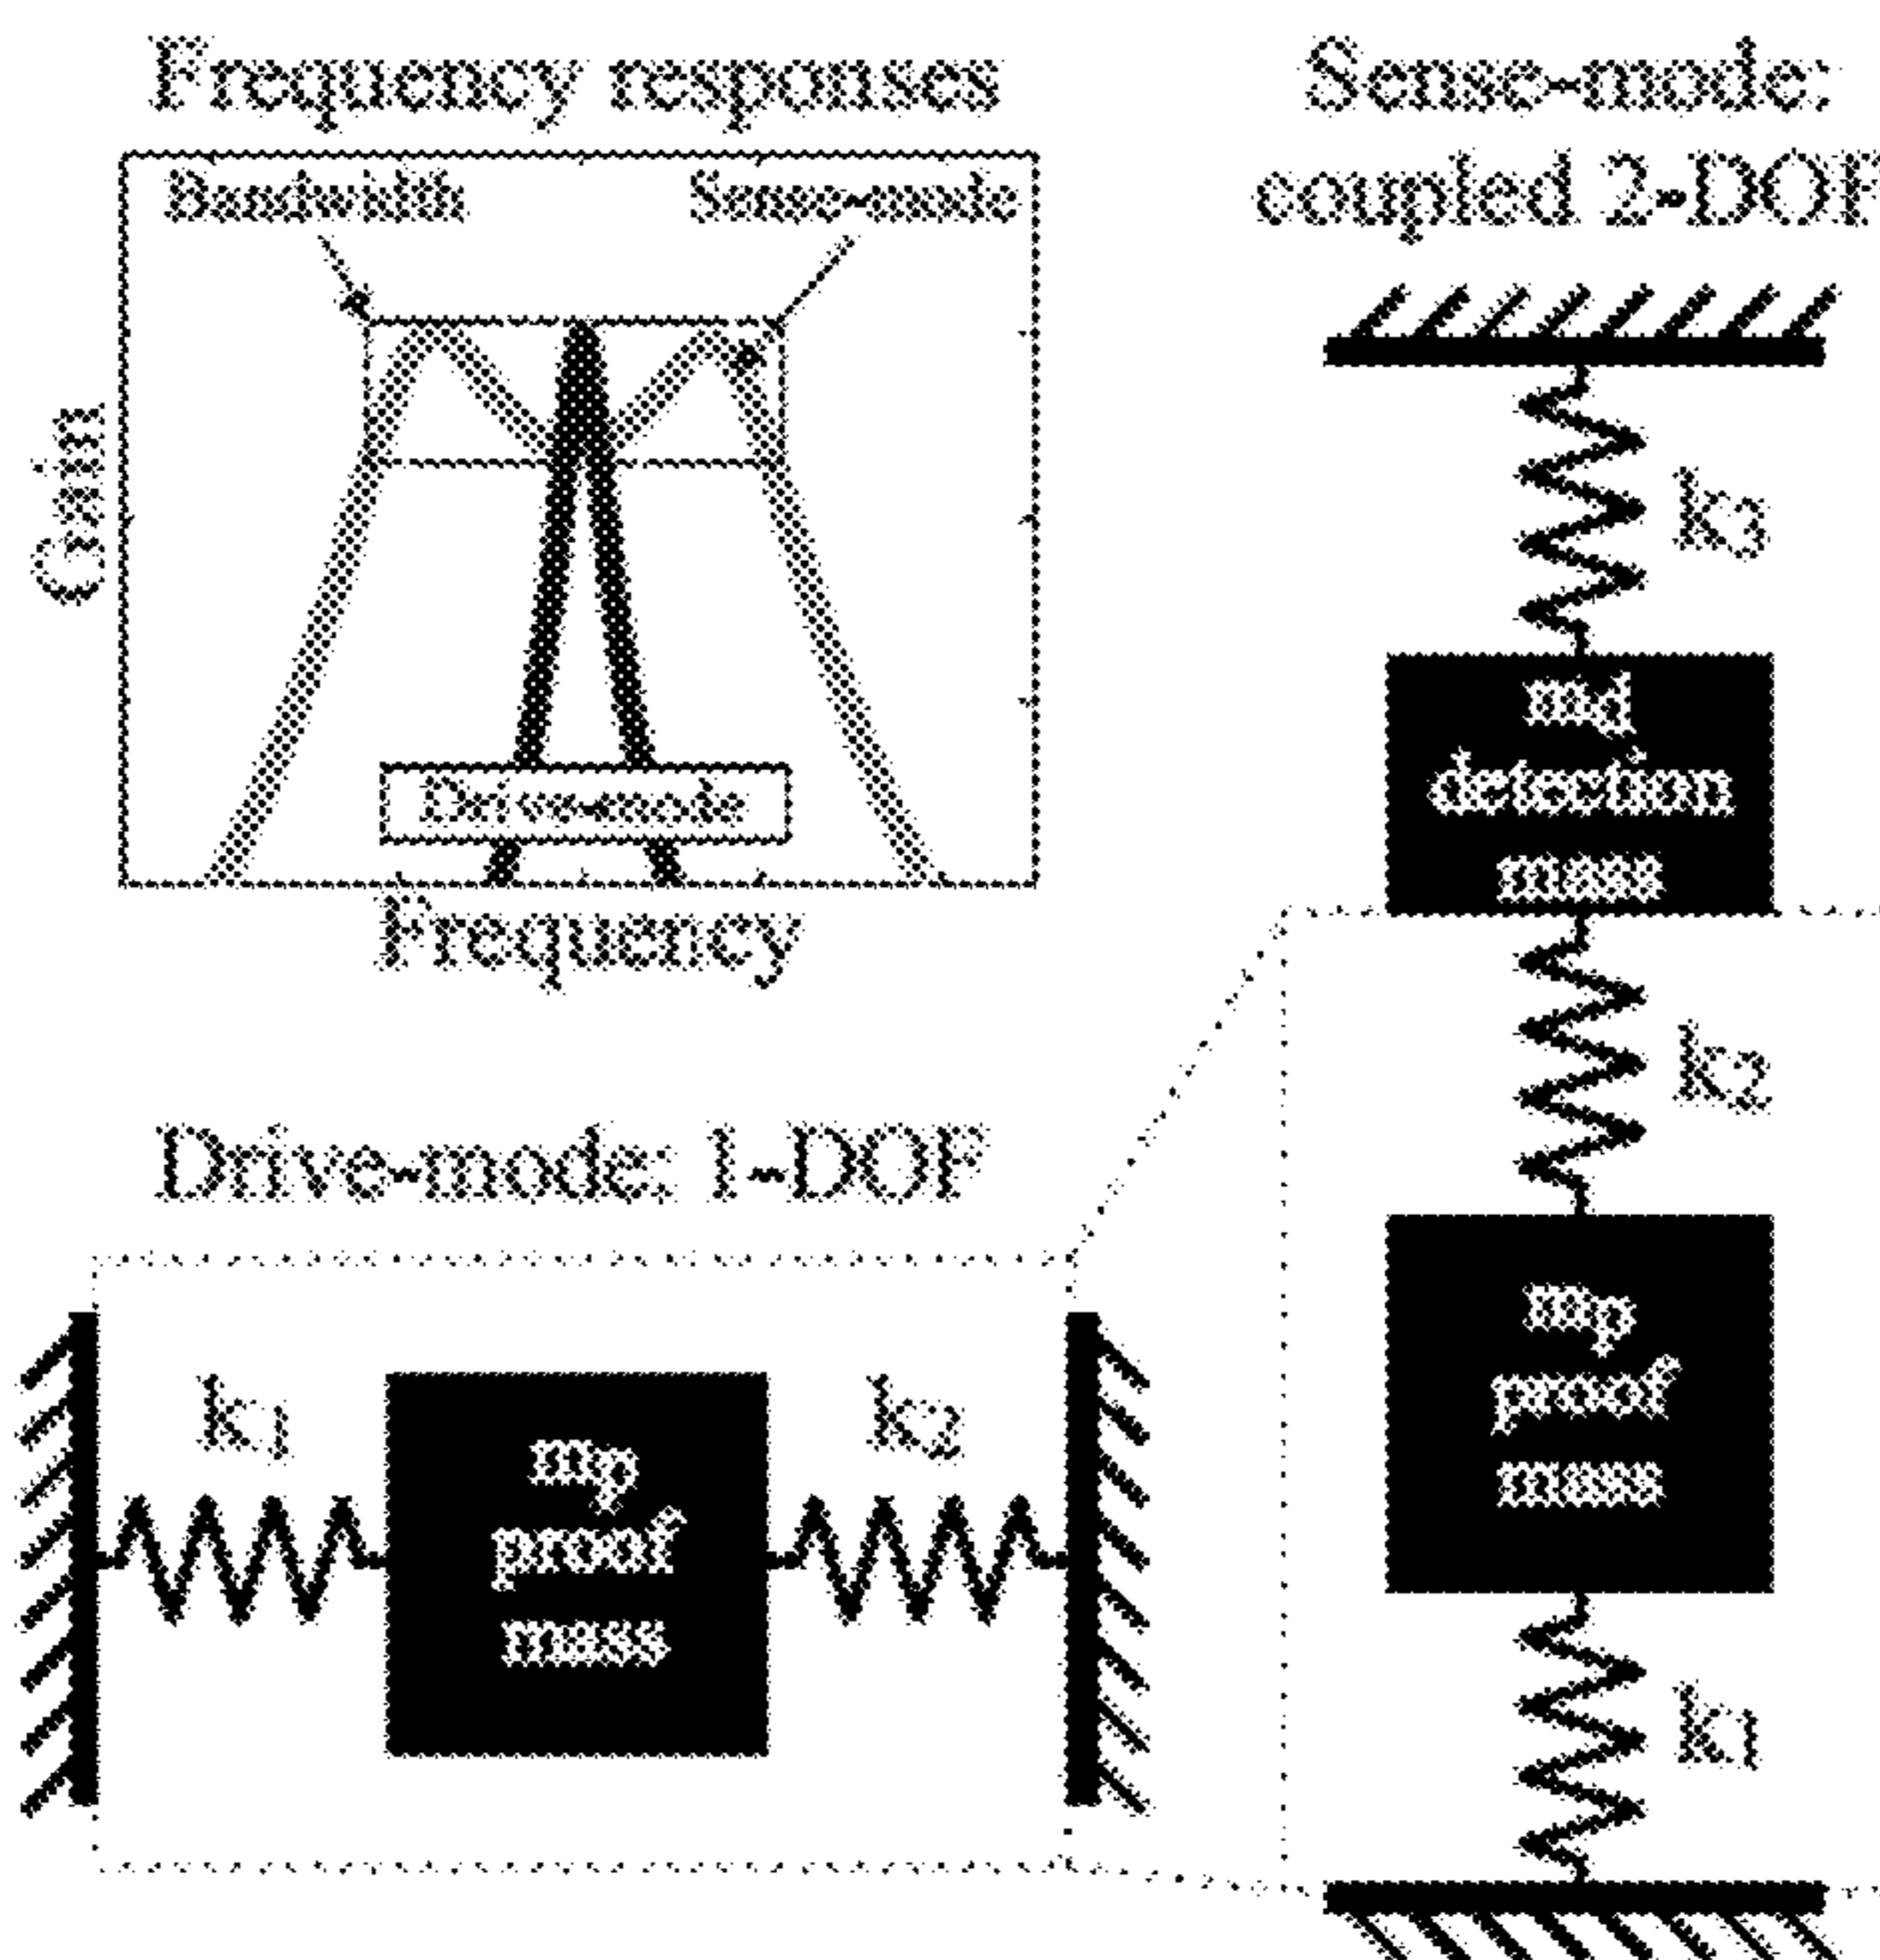 Frequency responses
Bandwidth
Sense-mode
Gain
Drive-mode
Frequency
Sense-mode:
coupled 2-DOF
k3
md
detection
mass
k2
mp
proof
mass
k1
Drive-mode: 1-DOF
k1
mp
proof
mass
k2